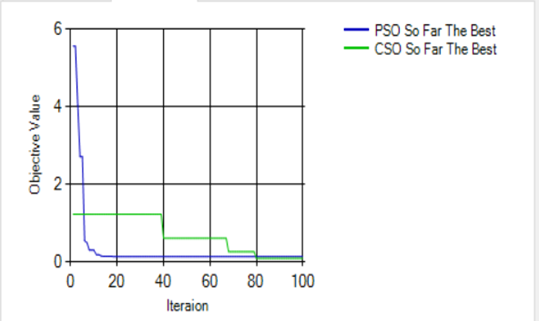 6
4
2
0
0 20 40 60 80 100
Objective Value
Iteraion
PSO So Far The Best
CSO So Far The Best